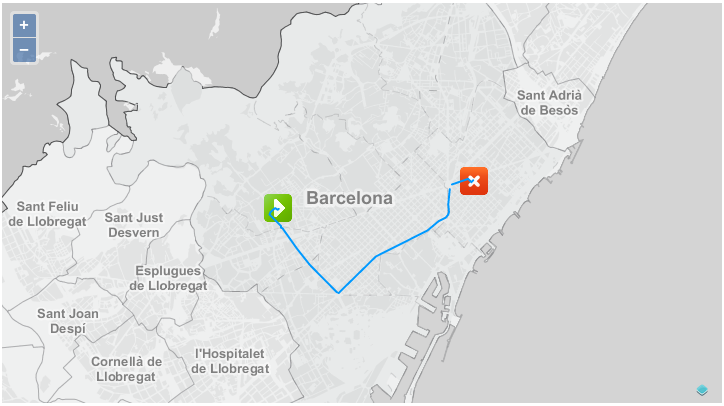 +
−
Sant Adrià
de Besòs
Barcelona
Sant Feliu
de Llobregat
Sant Just
Desvern
Esplugues
de Llobregat
Sant Joan
Despí
Cornellà de
Llobregat
l'Hospitalet
de Llobregat